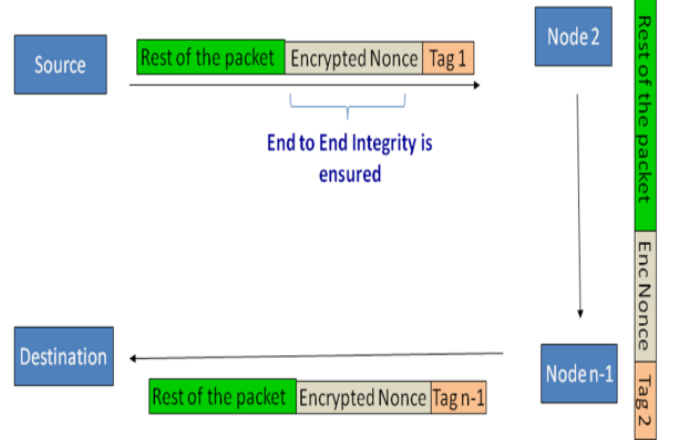 Source
Rest of the packet Encrypted Nonce Tag 1
End to End Integrity is
ensured
Node 2
Rest of the packet Enc Nonce Tag 2
Node n-1
Rest of the packet Encrypted Nonce Tag n-1
Destination